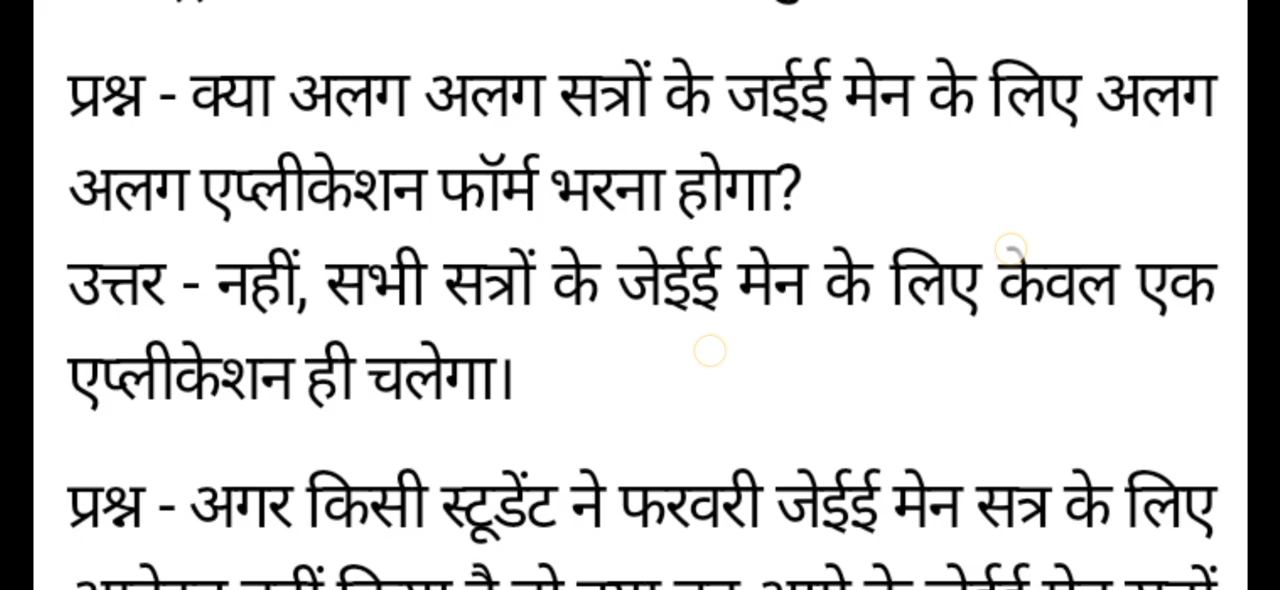 प्रश्न - क्या अलग अलग सत्रों के जईई मेन के लिए अलग
अलग एप्लीकेशन फॉर्म भरना होगा?
उत्तर - नहीं, सभी सत्रों के जेईई मेन के लिए केवल एक
एप्लीकेशन ही चलेगा।
प्रश्न - अगर किसी स्टूडेंट ने फरवरी जेईई मेन सत्र के लिए